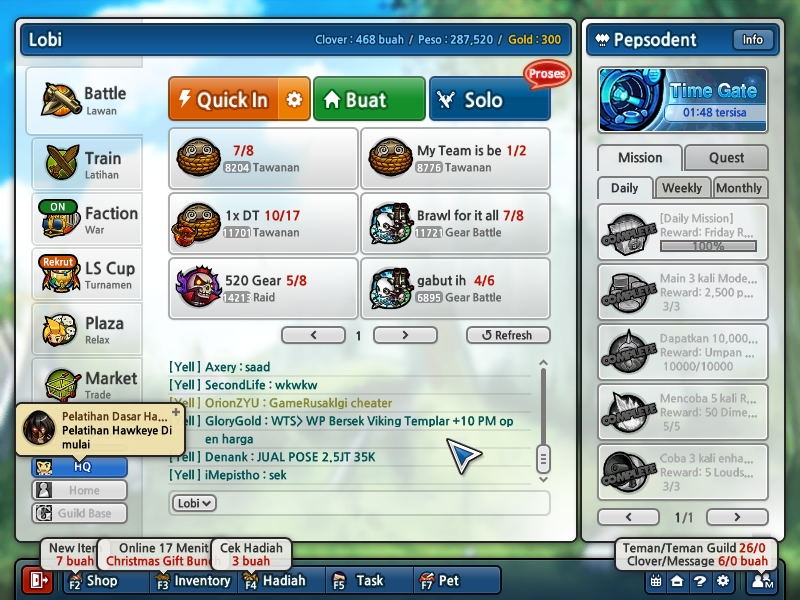 Lobi
Clover : 468 buah / Peso : 287,520 / Gold : 300
Pepsodent
Info
Battle
Lawan
Train
Latihan
ON
Faction
War
Rekrut
LS Cup
Turnamen
Plaza
Relax
Market
Trade
Pelatihan Dasar Ha...
Pelatihan Hawkeye Di
mulai
HQ
Home
Guild Base
Quick In
Buat
Solo
Proses
7/8
8204 Tawanan
My Team is be 1/2
8776 Tawanan
1x DT 10/17
11701 Tawanan
Brawl for it all 7/8
11721 Gear Battle
520 Gear 5/8
14213 Raid
gabut ih 4/6
6895 Gear Battle
< 1 >
Refresh
[Yell] Axery : saad
[Yell] SecondLife : wkwkw
[Yell] OrionZYU : GameRusaklgi cheater
[Yell] GloryGold : WTS> WP Bersek Viking Templar +10 PM op
en harga
[Yell] Denank : JUAL POSE 2.5JT 35K
[Yell] iMepistho : sek
Lobi
Time Gate
01:48 tersisa
Mission
Quest
Daily
Weekly
Monthly
COMPLETE
[Daily Mission]
Reward: Friday R...
100%
COMPLETE
Main 3 kali Mode...
Reward: 2,500 p...
3/3
COMPLETE
Dapatkan 10,000...
Reward: Umpan ...
10000/10000
COMPLETE
Mencoba 5 kali R...
Reward: 50 Dime...
5/5
COMPLETE
Coba 3 kali enha...
Reward: 5 Louds...
3/3
< 1/1 >
New Item
7 buah
Online 17 Menit
Christmas Gift Bun
Cek Hadiah
3 buah
Teman/Teman Guild 26/0
Clover/Message 6/0 buah
F2 Shop
F3 Inventory
F4 Hadiah
F5 Task
F7 Pet
?
M